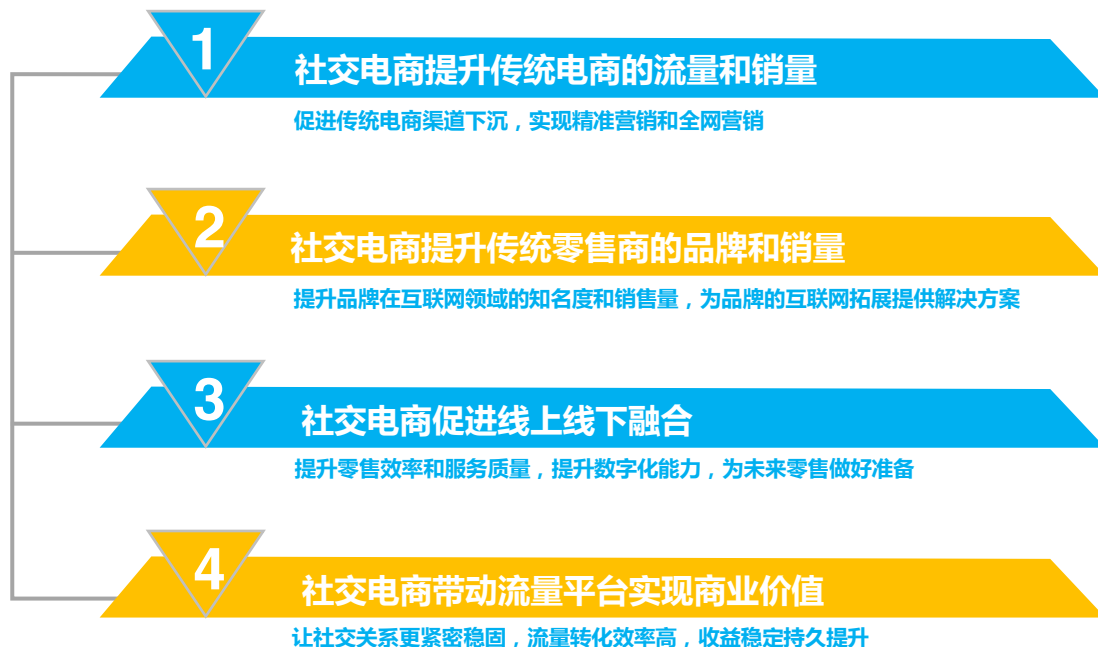 1
社交电商提升传统电商的流量和销量
促进传统电商渠道下沉，实现精准营销和全网营销
2
社交电商提升传统零售商的品牌和销量
提升品牌在互联网领域的知名度和销售量，为品牌的互联网拓展提供解决方案
3
社交电商促进线上线下融合
提升零售效率和服务质量，提升数字化能力，为未来零售做好准备
4
社交电商带动流量平台实现商业价值
让社交关系更紧密稳固，流量转化效率高，收益稳定持久提升